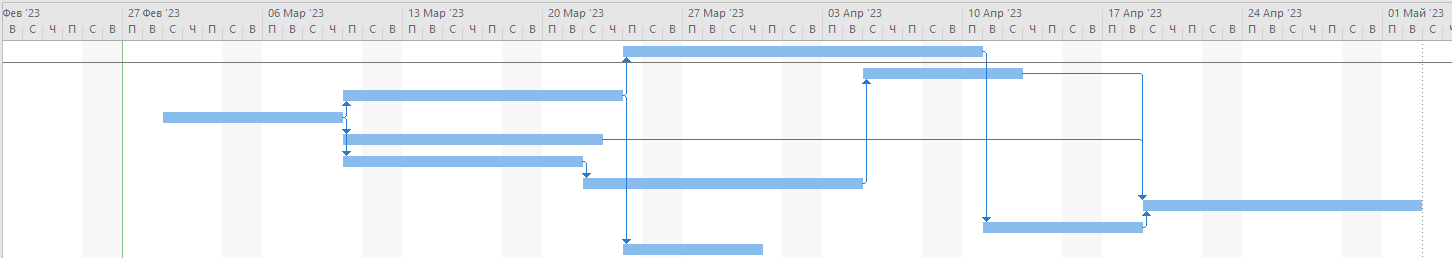 Фев '23 27 Фев '23 06 Мар '23 13 Мар '23 20 Мар '23 27 Мар '23 03 Апр '23 10 Апр '23 17 Апр '23 24 Апр '23 01 Май '23
В С Ч П С В П В С Ч П С В П В С Ч П С В П В С Ч П С В П В С Ч П С В П В С Ч П С В П В С Ч П С В П В С Ч П С В П В С Ч П С В П В С Ч П С В П В С Ч